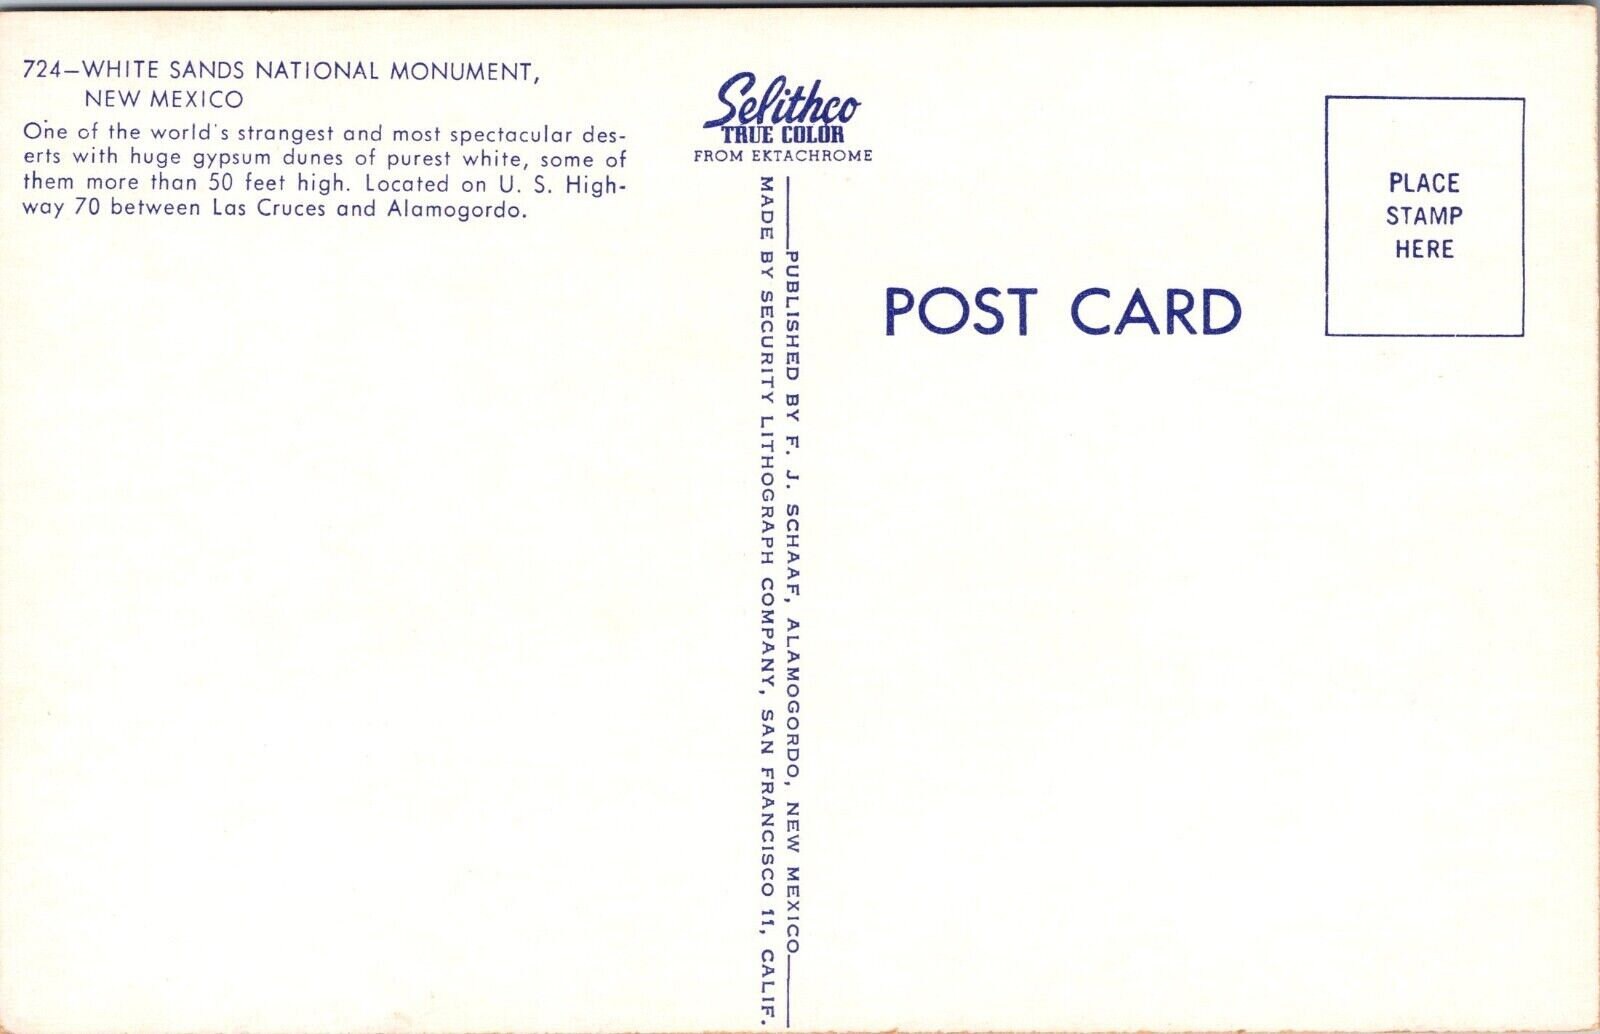 724—WHITE SANDS NATIONAL MONUMENT,
NEW MEXICO
One of the world's strangest and most spectacular des-
erts with huge gypsum dunes of purest white, some of
them more than 50 feet high. Located on U. S. High-
way 70 between Las Cruces and Alamogordo.
Selithco
TRUE COLOR
FROM EKTACHROME
PUBLISHED BY F. J. SCHAAF, ALAMOGORDO, NEW MEXICO
MADE BY SECURITY LITHOGRAPH COMPANY, SAN FRANCISCO 11, CALIF.
POST CARD
PLACE
STAMP
HERE